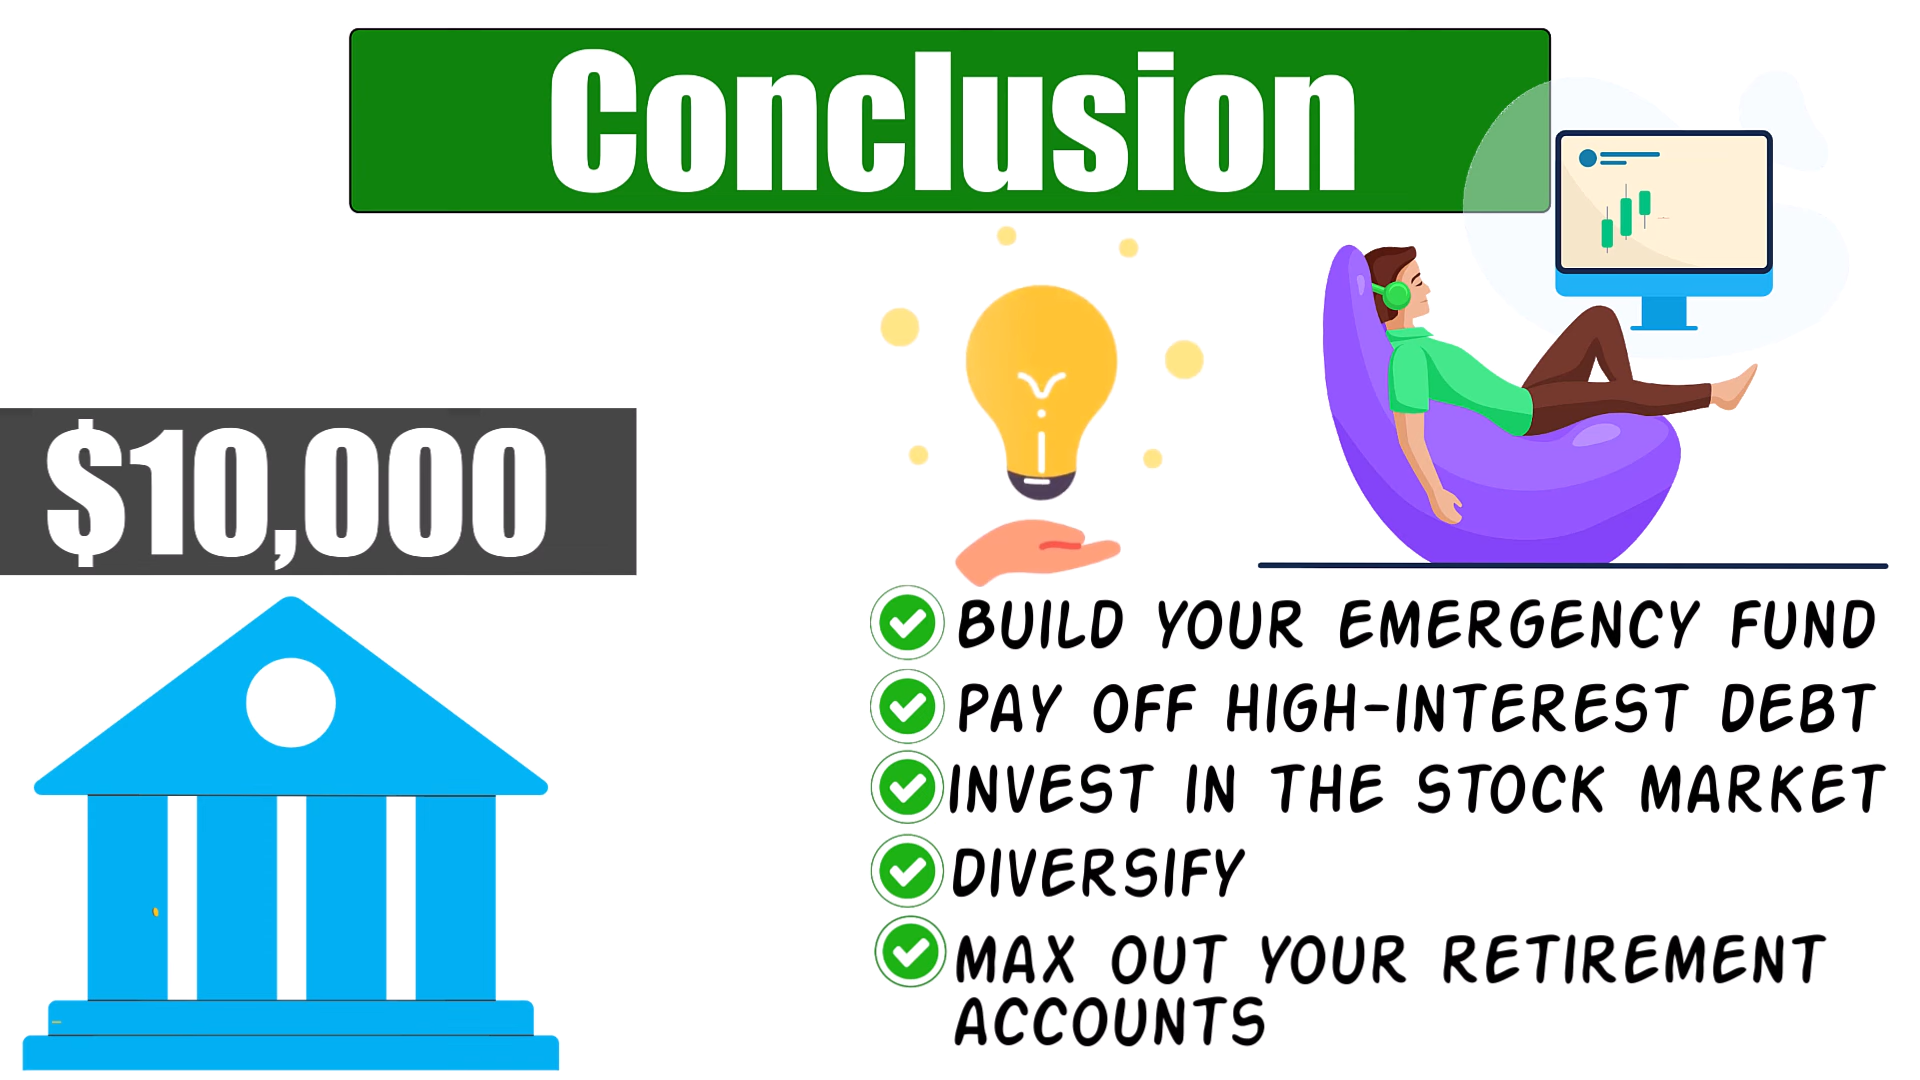 Conclusion
$10,000
BUILD YOUR EMERGENCY FUND
PAY OFF HIGH-INTEREST DEBT
INVEST IN THE STOCK MARKET
DIVERSIFY
MAX OUT YOUR RETIREMENT
ACCOUNTS